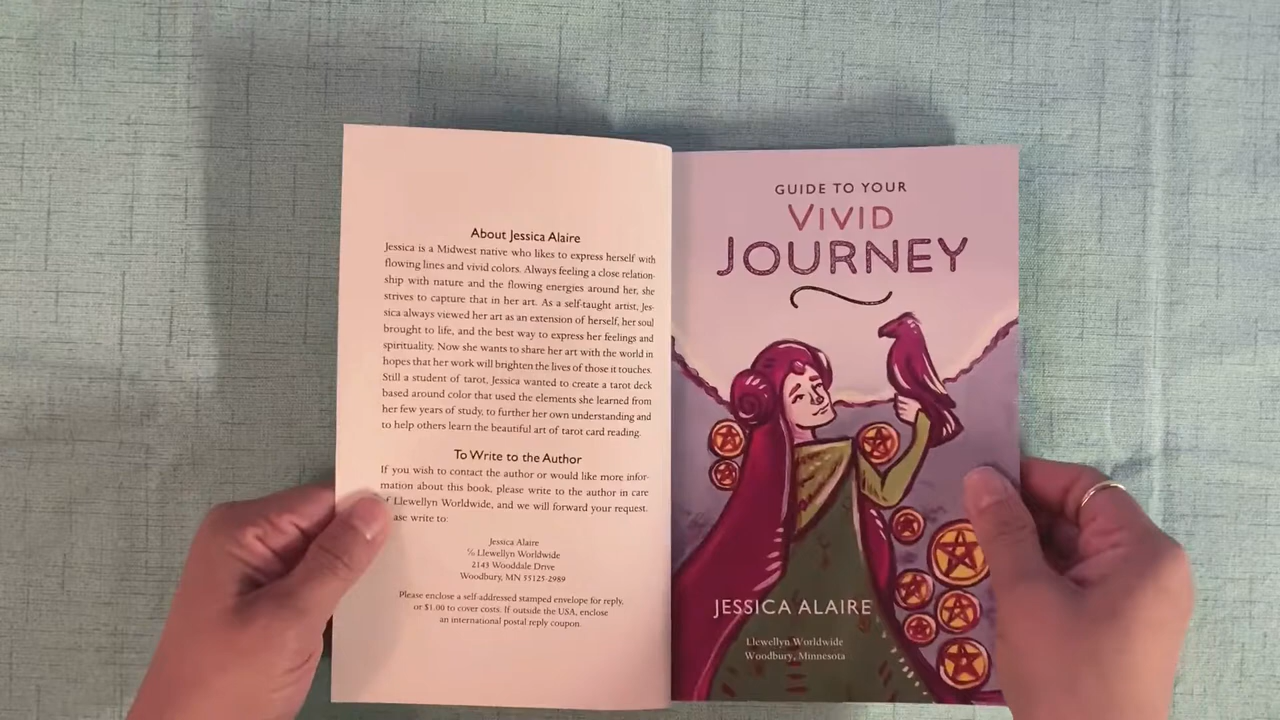 About Jessica Alaire
Jessica is a Midwest native who likes to express herself with
flowing lines and vivid colors. Always feeling a close relation-
ship with nature and the flowing energies around her, she
strives to capture that in her art. As a self-taught artist, Jes-
sica always viewed her art as an extension of herself, her soul
brought to life, and the best way to express her feelings and
spirituality. Now she wants to share her art with the world in
hopes that her work will brighten the lives of those it touches.
Still a student of tarot, Jessica wanted to create a tarot deck
based around color that used the elements she learned from
her few years of study, to further her own understanding and
to help others learn the beautiful art of tarot card reading.
To Write to the Author
If you wish to contact the author or would like more infor-
mation about this book, please write to the author in care
f Llewellyn Worldwide, and we will forward your request.
ase write to:
Jessica Alaire
℅ Llewellyn Worldwide
2143 Wooddale Drive
Woodbury, MN 55125-2989
Please enclose a self-addressed stamped envelope for reply,
or $1.00 to cover costs. If outside the USA, enclose
an international postal reply coupon.
GUIDE TO YOUR
VIVID
JOURNEY
JESSICA ALAIRE
Llewellyn Worldwide
Woodbury, Minnesota